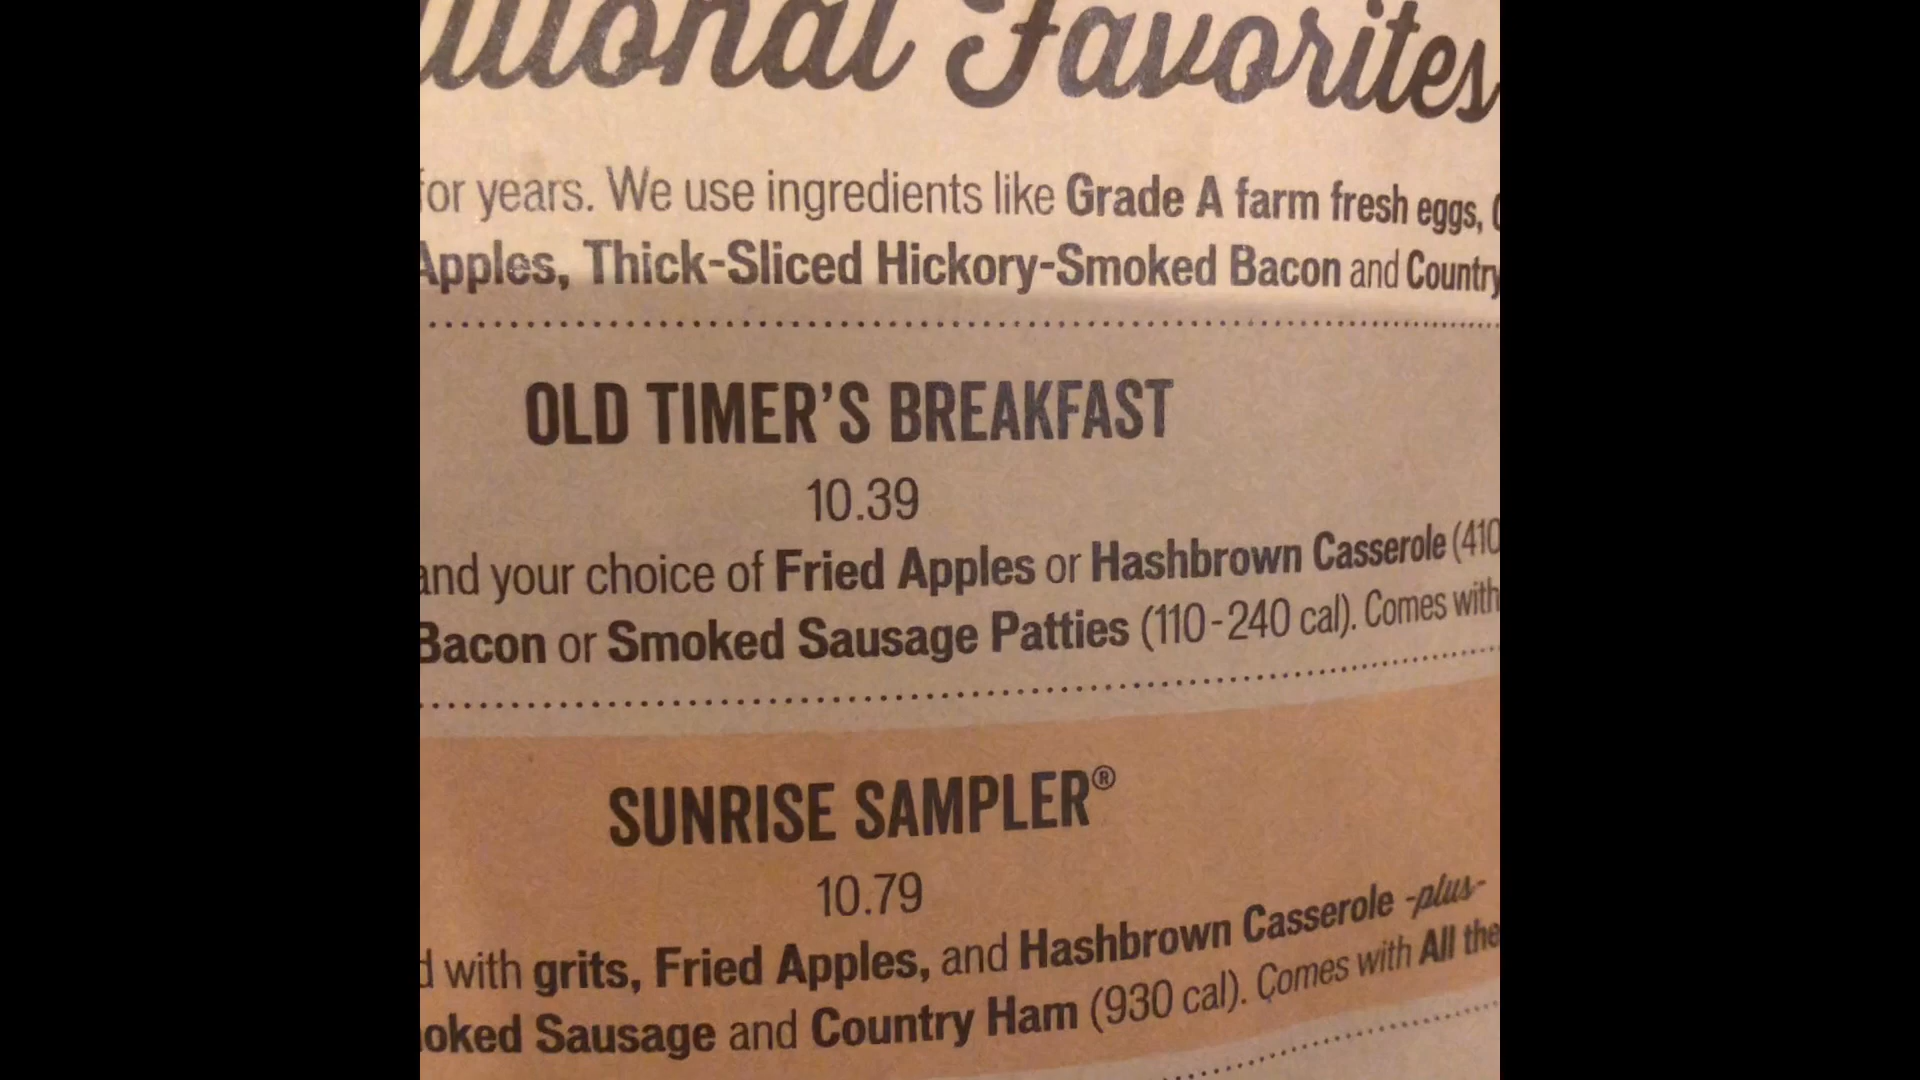 Favorites
for years. We use ingredients like Grade A farm fresh eggs,
Apples, Thick-Sliced Hickory-Smoked Bacon and Country
OLD TIMER'S BREAKFAST
10.39
and your choice of Fried Apples or Hashbrown Casserole (410
Bacon or Smoked Sausage Patties (110-240 cal). Comes with
SUNRISE SAMPLER®
10.79
with grits, Fried Apples, and Hashbrown Casserole -plus-
oked Sausage and Country Ham (930 cal). Comes with All the